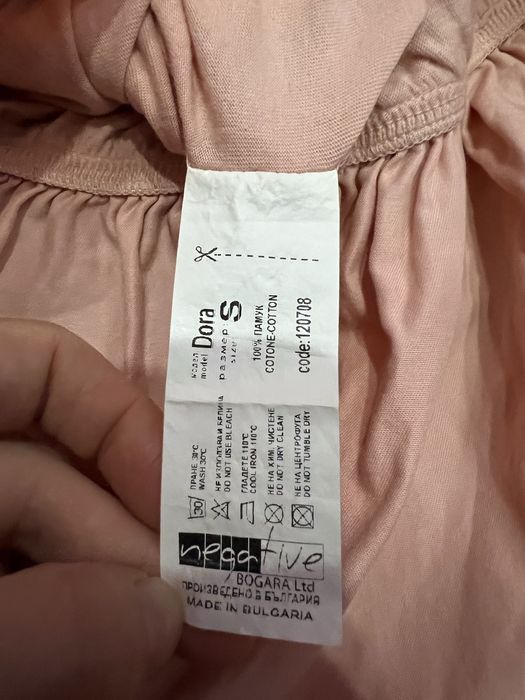 модел
model Dora
размер: S
size
100% ПАМУК
COTONE-COTTON
code:120708
30 ПРАНЕ 30°C
WASH 30°C
НЕ ИЗПОЛЗВАЙ БЕЛИНА
DO NOT USE BLEACH
ГЛАДЕТЕ 110°C
COOL IRON 110°C
НЕ НА ХИМ. ЧИСТЕНЕ
DO NOT DRY CLEAN
НЕ НА ЦЕНТРОФУГА
DO NOT TUMBLE DRY
negative
BOGARA Ltd
ПРОИЗВЕДЕНО В БЪЛГАРИЯ
MADE IN BULGARIA